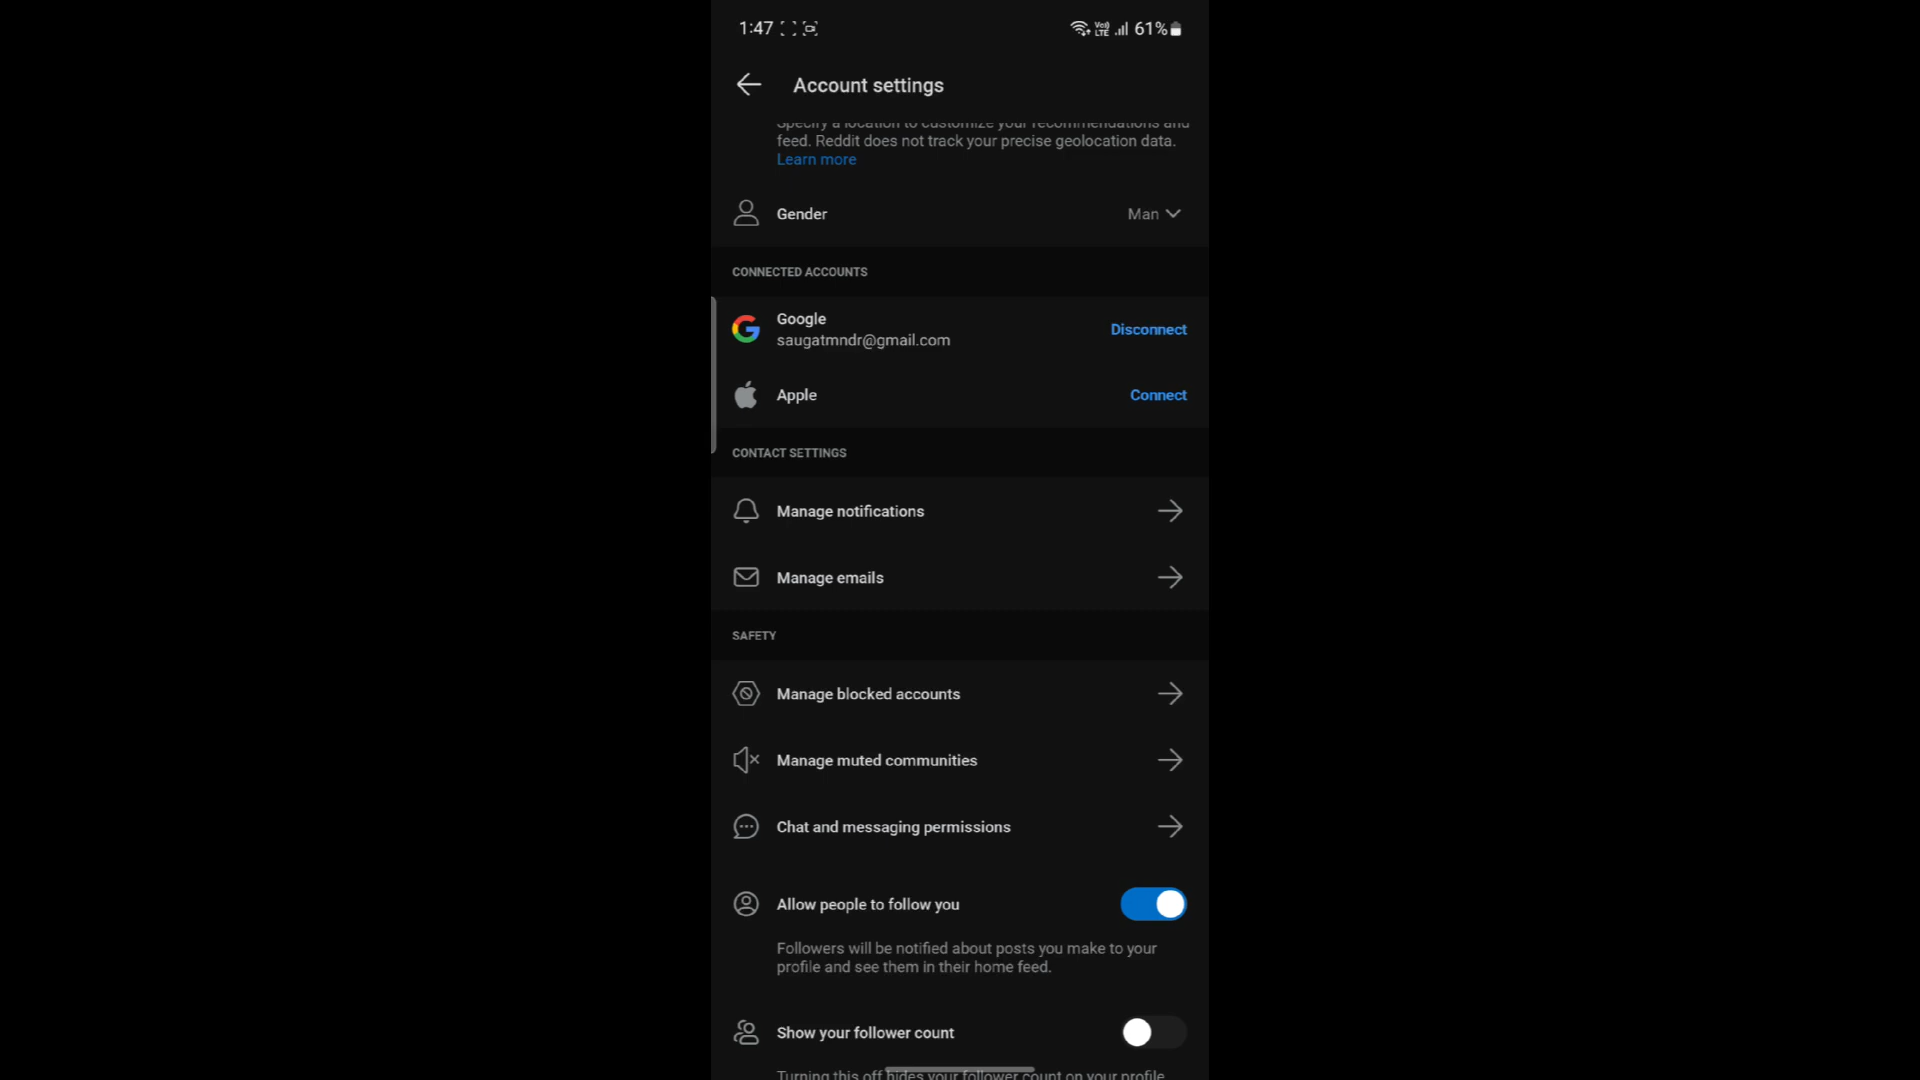 1:47
Vo)) LTE 61%
Account settings
Specify a location to customize your recommendations and
feed. Reddit does not track your precise geolocation data.
Learn more
Gender
Man
CONNECTED ACCOUNTS
Google
saugatmndr@gmail.com
Disconnect
Apple
Connect
CONTACT SETTINGS
Manage notifications
Manage emails
SAFETY
Manage blocked accounts
Manage muted communities
Chat and messaging permissions
Allow people to follow you
Followers will be notified about posts you make to your
profile and see them in their home feed.
Show your follower count
Turning this off hides your follower count on your profile